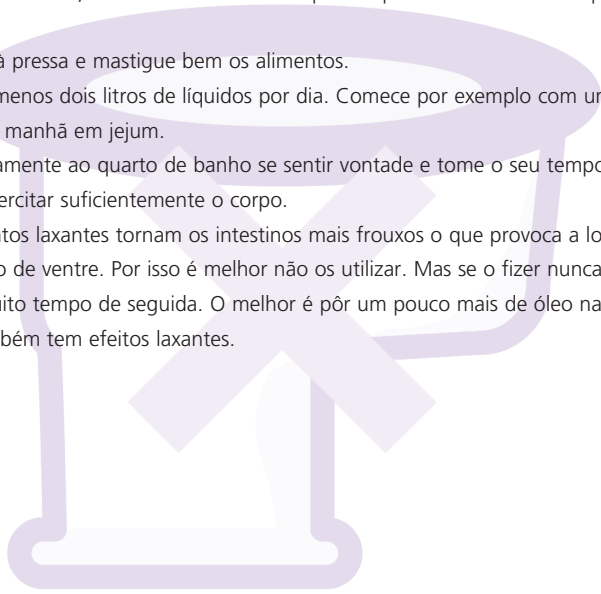 à pressa e mastigue bem os alimentos.
menos dois litros de líquidos por dia. Comece por exemplo com um
manhã em jejum.
amente ao quarto de banho se sentir vontade e tome o seu tempo
ercitar suficientemente o corpo.
tos laxantes tornam os intestinos mais frouxos o que provoca a lo
o de ventre. Por isso é melhor não os utilizar. Mas se o fizer nunca
uito tempo de seguida. O melhor é pôr um pouco mais de óleo na
bém tem efeitos laxantes.